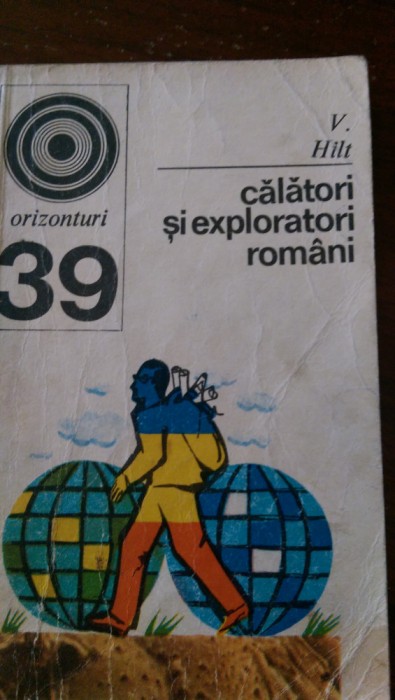 V.
Hilt
călători
și exploratori
români
orizonturi
39